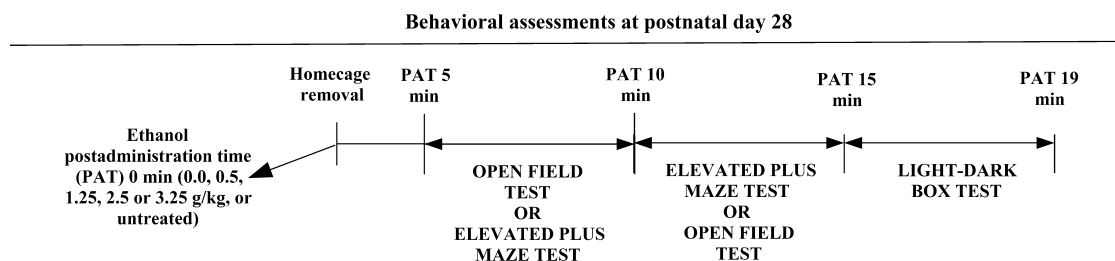 Behavioral assessments at postnatal day 28
Homecage
removal
PAT 5
min
PAT 10
min
PAT 15
min
PAT 19
min
Ethanol
postadministration time
(PAT) 0 min (0.0, 0.5,
1.25, 2.5 or 3.25 g/kg, or
untreated)
OPEN FIELD
TEST
OR
ELEVATED PLUS
MAZE TEST
ELEVATED PLUS
MAZE TEST
OR
OPEN FIELD
TEST
LIGHT-DARK
BOX TEST